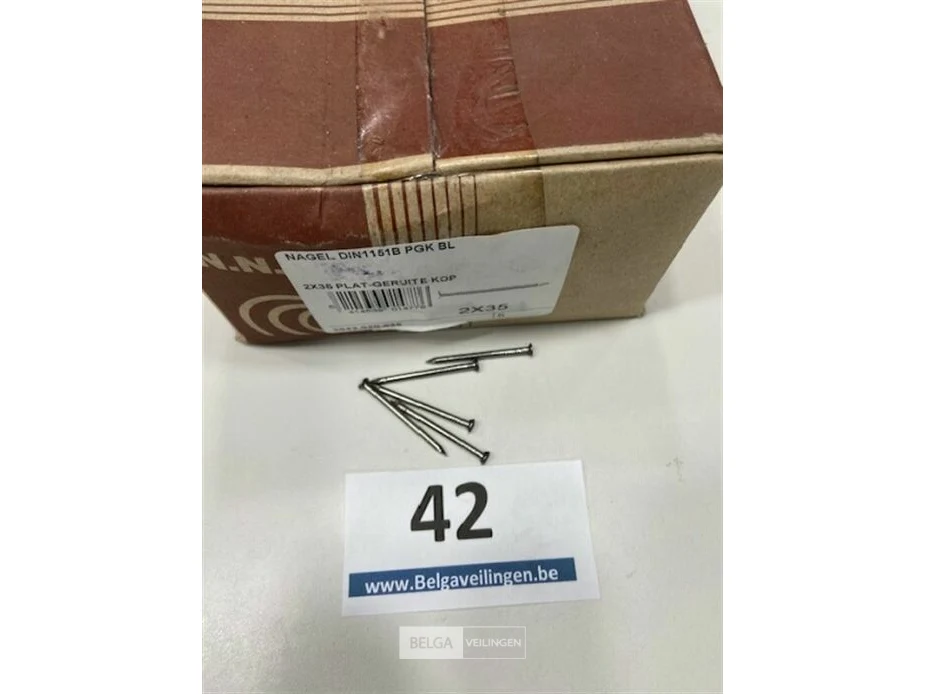 NAGEL. DIN1151B PGK BL
2X35 PLAT-GERUITE KOP
2X35
N.N.
42
www.Belgaveilingen.be
BELGA VEILINGEN